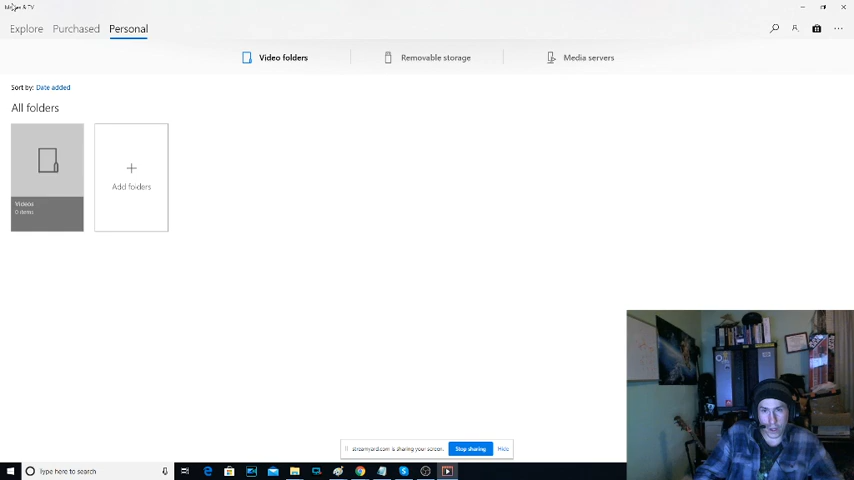 Movies & TV
Explore Purchased Personal
Video folders Removable storage Media servers
Sort by: Date added
All folders
Videos
0 items
Add folders
streamyard.com is sharing your screen. Stop sharing Hide
Type here to search